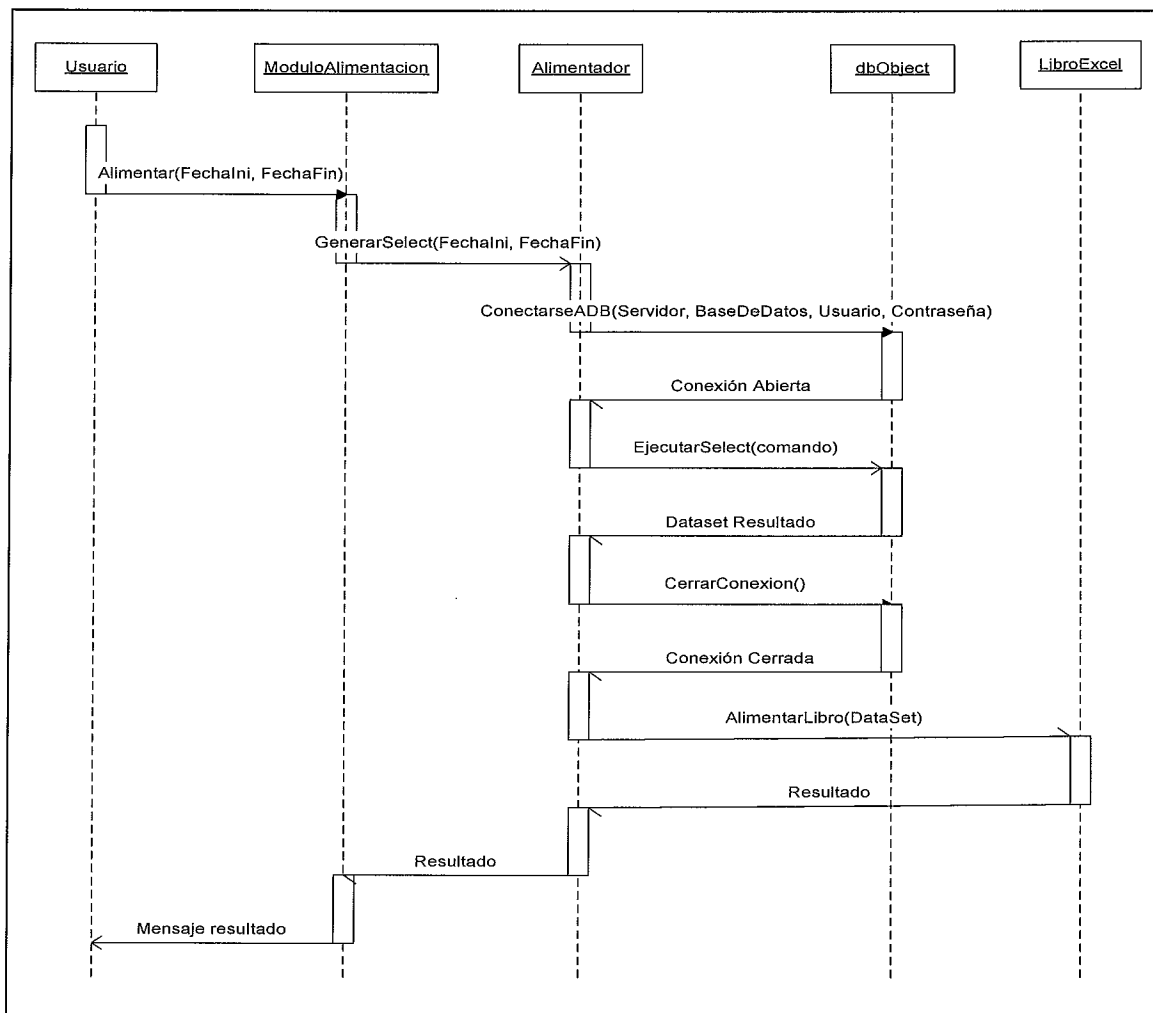 Usuario
ModuloAlimentacion
Alimentador
dbObject
LibroExcel
Alimentar(FechaIni, FechaFin)
GenerarSelect(FechaIni, FechaFin)
ConectarseADB(Servidor, BaseDeDatos, Usuario, Contraseña)
Conexión Abierta
EjecutarSelect(comando)
Dataset Resultado
CerrarConexion()
Conexión Cerrada
AlimentarLibro(DataSet)
Resultado
Resultado
Mensaje resultado